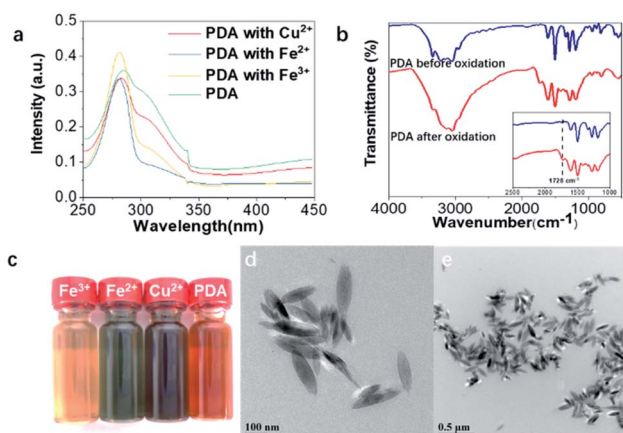 a
PDA with Cu²⁺
PDA with Fe²⁺
PDA with Fe³⁺
PDA
Intensity (a.u.)
0.5
0.4
0.3
0.2
0.1
0.0
250 300 350 400 450
Wavelength(nm)
b
PDA before oxidation
PDA after oxidation
Transmittance (%)
1728 cm⁻¹
2500 2000 1500 1000
4000 3000 2000 1000
Wavenumber(cm⁻¹)
c
Fe³⁺ Fe²⁺ Cu²⁺ PDA
d
100 nm
e
0.5 μm